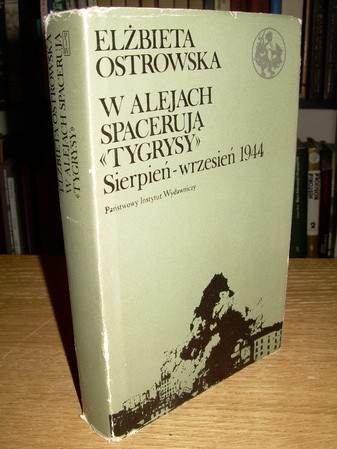 ELŻBIETA
OSTROWSKA
W ALEJACH
SPACERUJĄ
«TYGRYSY»
Sierpień-wrzesień 1944
Państwowy Instytut Wydawniczy
ELŻBIETA OSTROWSKA
W ALEJACH SPACERUJĄ
«TYGRYSY»